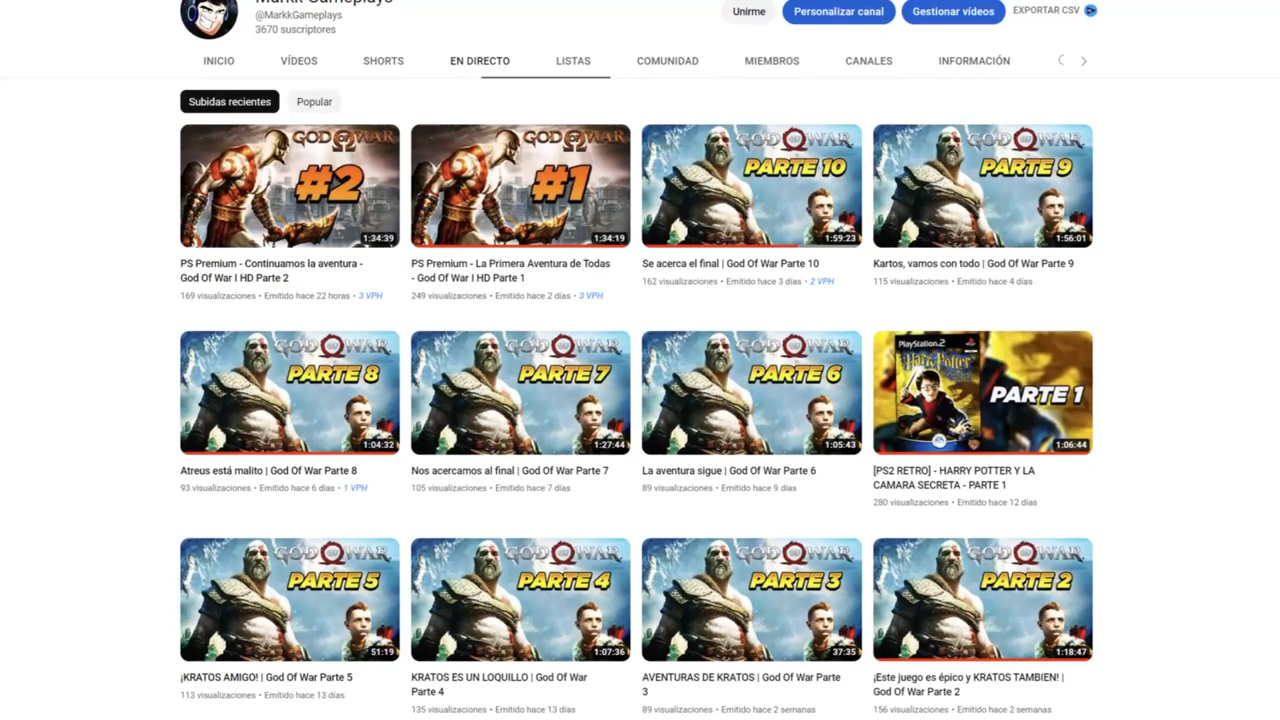 Markk Gameplays
@MarkkGameplays
3670 suscriptores
Unirme
Personalizar canal
Gestionar vídeos
EXPORTAR CSV
INICIO
VÍDEOS
SHORTS
EN DIRECTO
LISTAS
COMUNIDAD
MIEMBROS
CANALES
INFORMACIÓN
Subidas recientes
Popular
GOD OF WAR
#2
1:34:39
GOD OF WAR
#1
1:34:19
GOD OF WAR
PARTE 10
1:59:23
GOD OF WAR
PARTE 9
1:56:01
PS Premium - Continuamos la aventura -
God Of War I HD Parte 2
169 visualizaciones • Emitido hace 22 horas • 3 VPH
PS Premium - La Primera Aventura de Todas
- God Of War I HD Parte 1
249 visualizaciones • Emitido hace 2 días • 3 VPH
Se acerca el final | God Of War Parte 10
162 visualizaciones • Emitido hace 3 días • 2 VPH
Kartos, vamos con todo | God Of War Parte 9
115 visualizaciones • Emitido hace 4 días
GOD OF WAR
PARTE 8
1:04:32
GOD OF WAR
PARTE 7
1:27:44
GOD OF WAR
PARTE 6
1:05:43
PlayStation.2
Harry Potter
EA
PARTE 1
1:06:44
Atreus está malito | God Of War Parte 8
93 visualizaciones • Emitido hace 6 días • 1 VPH
Nos acercamos al final | God Of War Parte 7
105 visualizaciones • Emitido hace 7 días
La aventura sigue | God Of War Parte 6
89 visualizaciones • Emitido hace 9 días
[PS2 RETRO] - HARRY POTTER Y LA
CAMARA SECRETA - PARTE 1
280 visualizaciones • Emitido hace 12 días
GOD OF WAR
PARTE 5
51:19
GOD OF WAR
PARTE 4
1:07:36
GOD OF WAR
PARTE 3
37:35
GOD OF WAR
PARTE 2
1:18:47
¡KRATOS AMIGO! | God Of War Parte 5
113 visualizaciones • Emitido hace 13 días
KRATOS ES UN LOQUILLO | God Of War
Parte 4
135 visualizaciones • Emitido hace 13 días
AVENTURAS DE KRATOS | God Of War Parte
3
89 visualizaciones • Emitido hace 2 semanas
¡Este juego es épico y KRATOS TAMBIEN! |
God Of War Parte 2
156 visualizaciones • Emitido hace 2 semanas